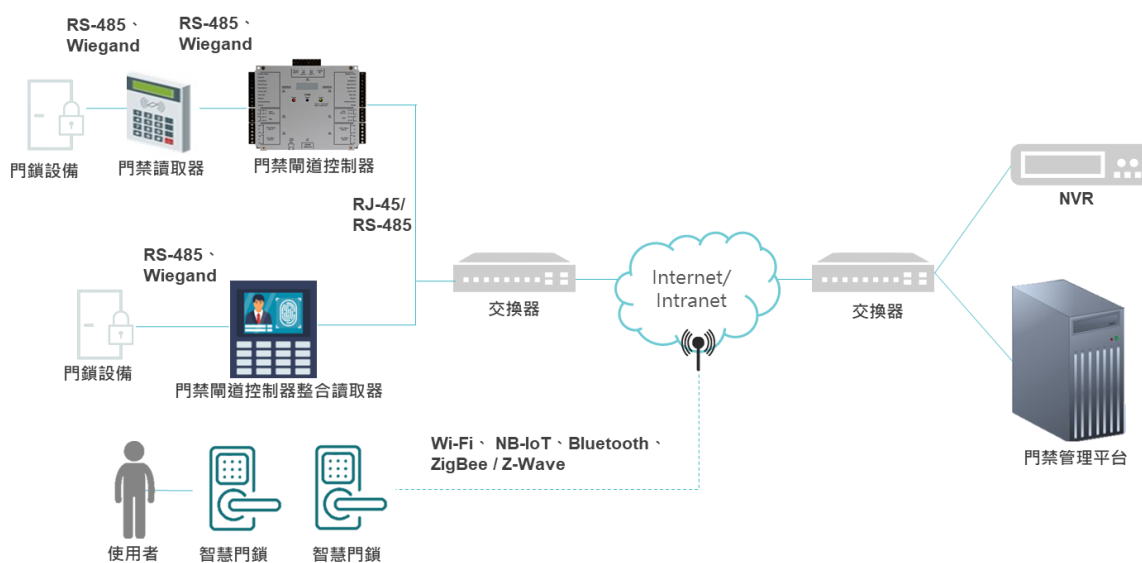 RS-485、
Wiegand
RS-485、
Wiegand
門鎖設備
門禁讀取器
門禁閘道控制器
RJ-45/
RS-485
NVR
RS-485、
Wiegand
交換器
Internet/
Intranet
交換器
門鎖設備
門禁閘道控制器整合讀取器
Wi-Fi、NB-IoT、Bluetooth、
ZigBee / Z-Wave
門禁管理平台
使用者
智慧門鎖
智慧門鎖